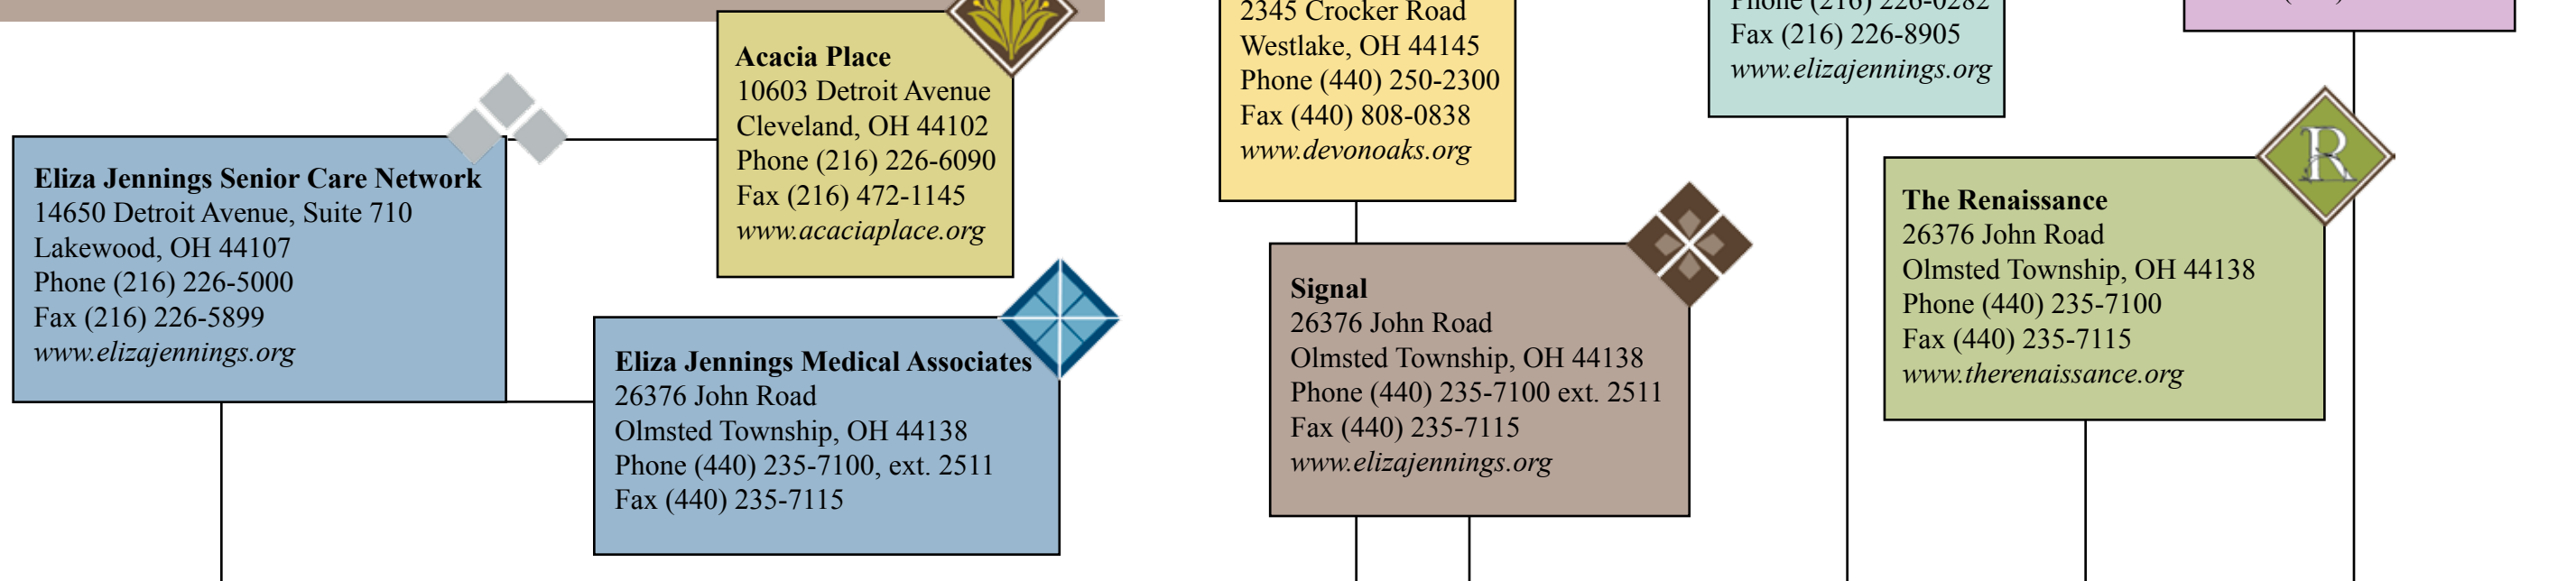 Acacia Place
10603 Detroit Avenue
Cleveland, OH 44102
Phone (216) 226-6090
Fax (216) 472-1145
www.acaciaplace.org
Eliza Jennings Senior Care Network
14650 Detroit Avenue, Suite 710
Lakewood, OH 44107
Phone (216) 226-5000
Fax (216) 226-5899
www.elizajennings.org
Eliza Jennings Medical Associates
26376 John Road
Olmsted Township, OH 44138
Phone (440) 235-7100, ext. 2511
Fax (440) 235-7115
2345 Crocker Road
Westlake, OH 44145
Phone (440) 250-2300
Fax (440) 808-0838
www.devonoaks.org
Signal
26376 John Road
Olmsted Township, OH 44138
Phone (440) 235-7100 ext. 2511
Fax (440) 235-7115
www.elizajennings.org
Phone (216) 226-0282
Fax (216) 226-8905
www.elizajennings.org
R
The Renaissance
26376 John Road
Olmsted Township, OH 44138
Phone (440) 235-7100
Fax (440) 235-7115
www.therenaissance.org